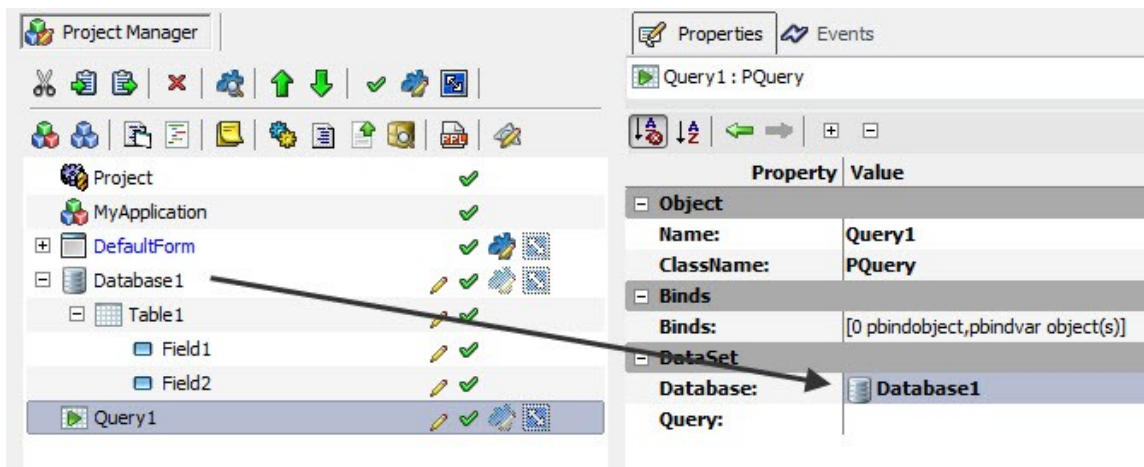 Project Manager
PPL
Project
MyApplication
DefaultForm
Database1
Table1
Field1
Field2
Query1
Properties
Events
Query1 : PQuery
Property Value
Object
Name: Query1
ClassName: PQuery
Binds
Binds: [0 pbindobject,pbindvar object(s)]
DataSet
Database: Database1
Query: